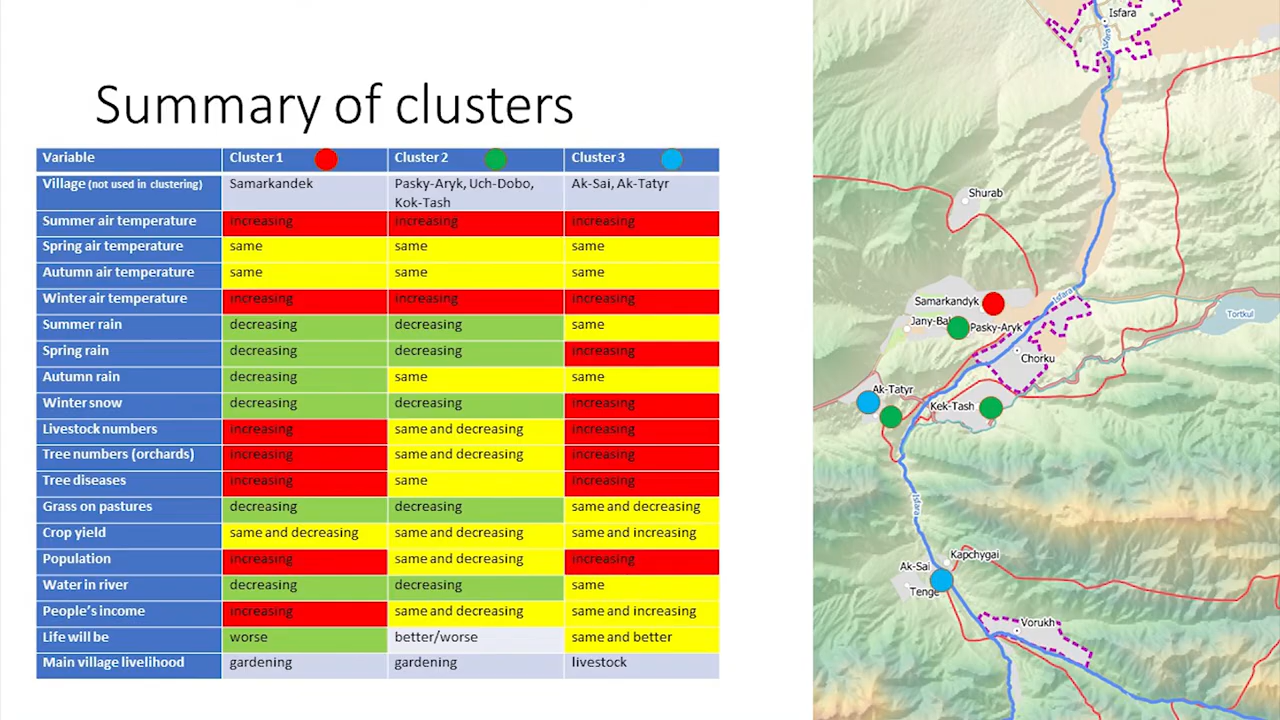 Summary of clusters
Variable Cluster 1 Cluster 2 Cluster 3
Village (not used in clustering) Samarkandek Pasky-Aryk, Uch-Dobo, Ak-Sai, Ak-Tatyr
Kok-Tash
Summer air temperature increasing increasing increasing
Spring air temperature same same same
Autumn air temperature same same same
Winter air temperature increasing increasing increasing
Summer rain decreasing decreasing same
Spring rain decreasing decreasing increasing
Autumn rain decreasing same same
Winter snow decreasing decreasing increasing
Livestock numbers increasing same and decreasing increasing
Tree numbers (orchards) increasing same and decreasing increasing
Tree diseases increasing same increasing
Grass on pastures decreasing decreasing same and decreasing
Crop yield same and decreasing same and decreasing same and increasing
Population increasing same and decreasing increasing
Water in river decreasing decreasing same
People's income increasing same and decreasing same and increasing
Life will be worse better/worse same and better
Main village livelihood gardening gardening livestock
Isfara
Shurab
Isfara
Samarkandyk
Tortkul
Pasky-Aryk
Chorku
Ak-Tatyr
Kek-Tash
Isfara
Kapchygai
Ak-Sai
Tenge
Vorukh